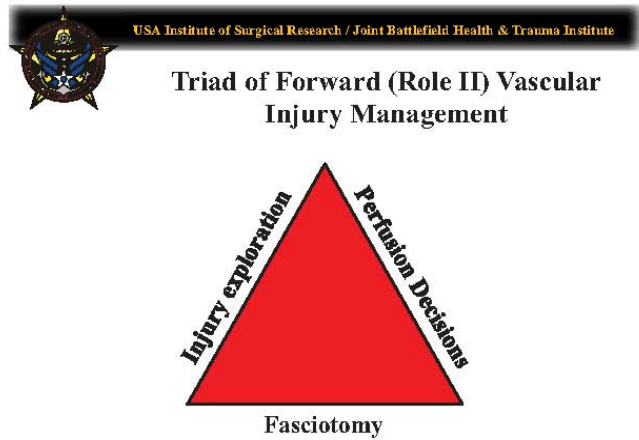 USA Institute of Surgical Research / Joint Battlefield Health & Trauma Institute
Triad of Forward (Role II) Vascular
Injury Management
Injury exploration
Perfusion Decisions
Fasciotomy